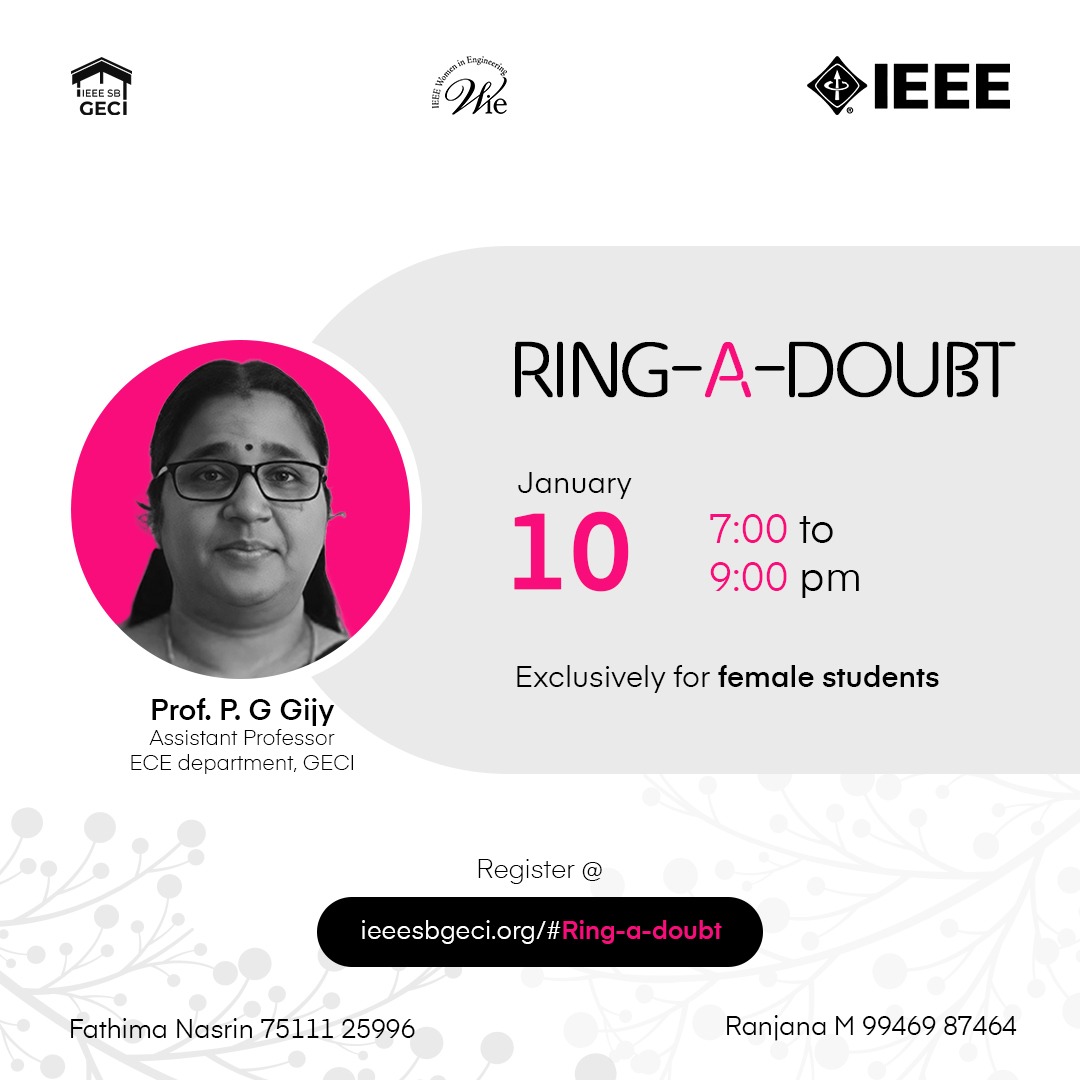 IEEE SB
GECI
IEEE Women in Engineering
Wie
IEEE
RING-A-DOUBT
January
10
7:00 to
9:00 pm
Exclusively for female students
Prof. P. G Gijy
Assistant Professor
ECE department, GECI
Register @
ieeesbgeci.org/#Ring-a-doubt
Fathima Nasrin 75111 25996
Ranjana M 99469 87464